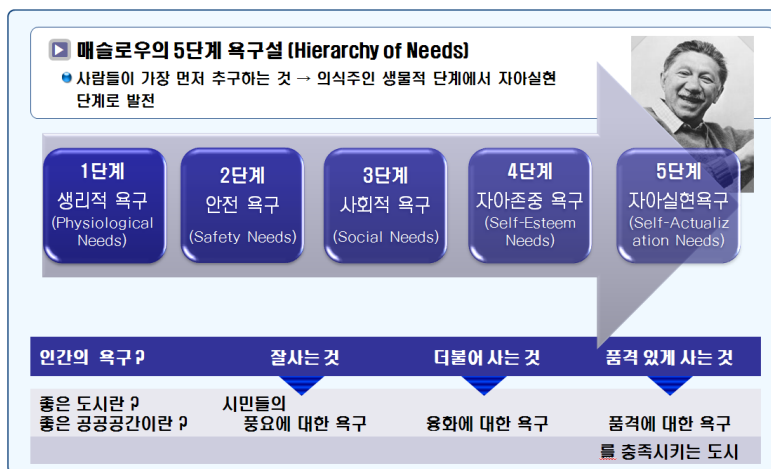 매슬로우의 5단계 욕구설 (Hierarchy of Needs)
사람들이 가장 먼저 추구하는 것 → 의식주인 생물적 단계에서 자아실현
단계로 발전
1단계
생리적 욕구
(Physiological
Needs)
2단계
안전 욕구
(Safety Needs)
3단계
사회적 욕구
(Social Needs)
4단계
자아존중 욕구
(Self-Esteem
Needs)
5단계
자아실현욕구
(Self-Actualiz
ation Needs)
인간의 욕구? 잘사는 것 더불어 사는 것 품격 있게 사는 것
좋은 도시란 ? 시민들의
좋은 공공공간이란 ? 풍요에 대한 욕구 융화에 대한 욕구 품격에 대한 욕구
를 충족시키는 도시